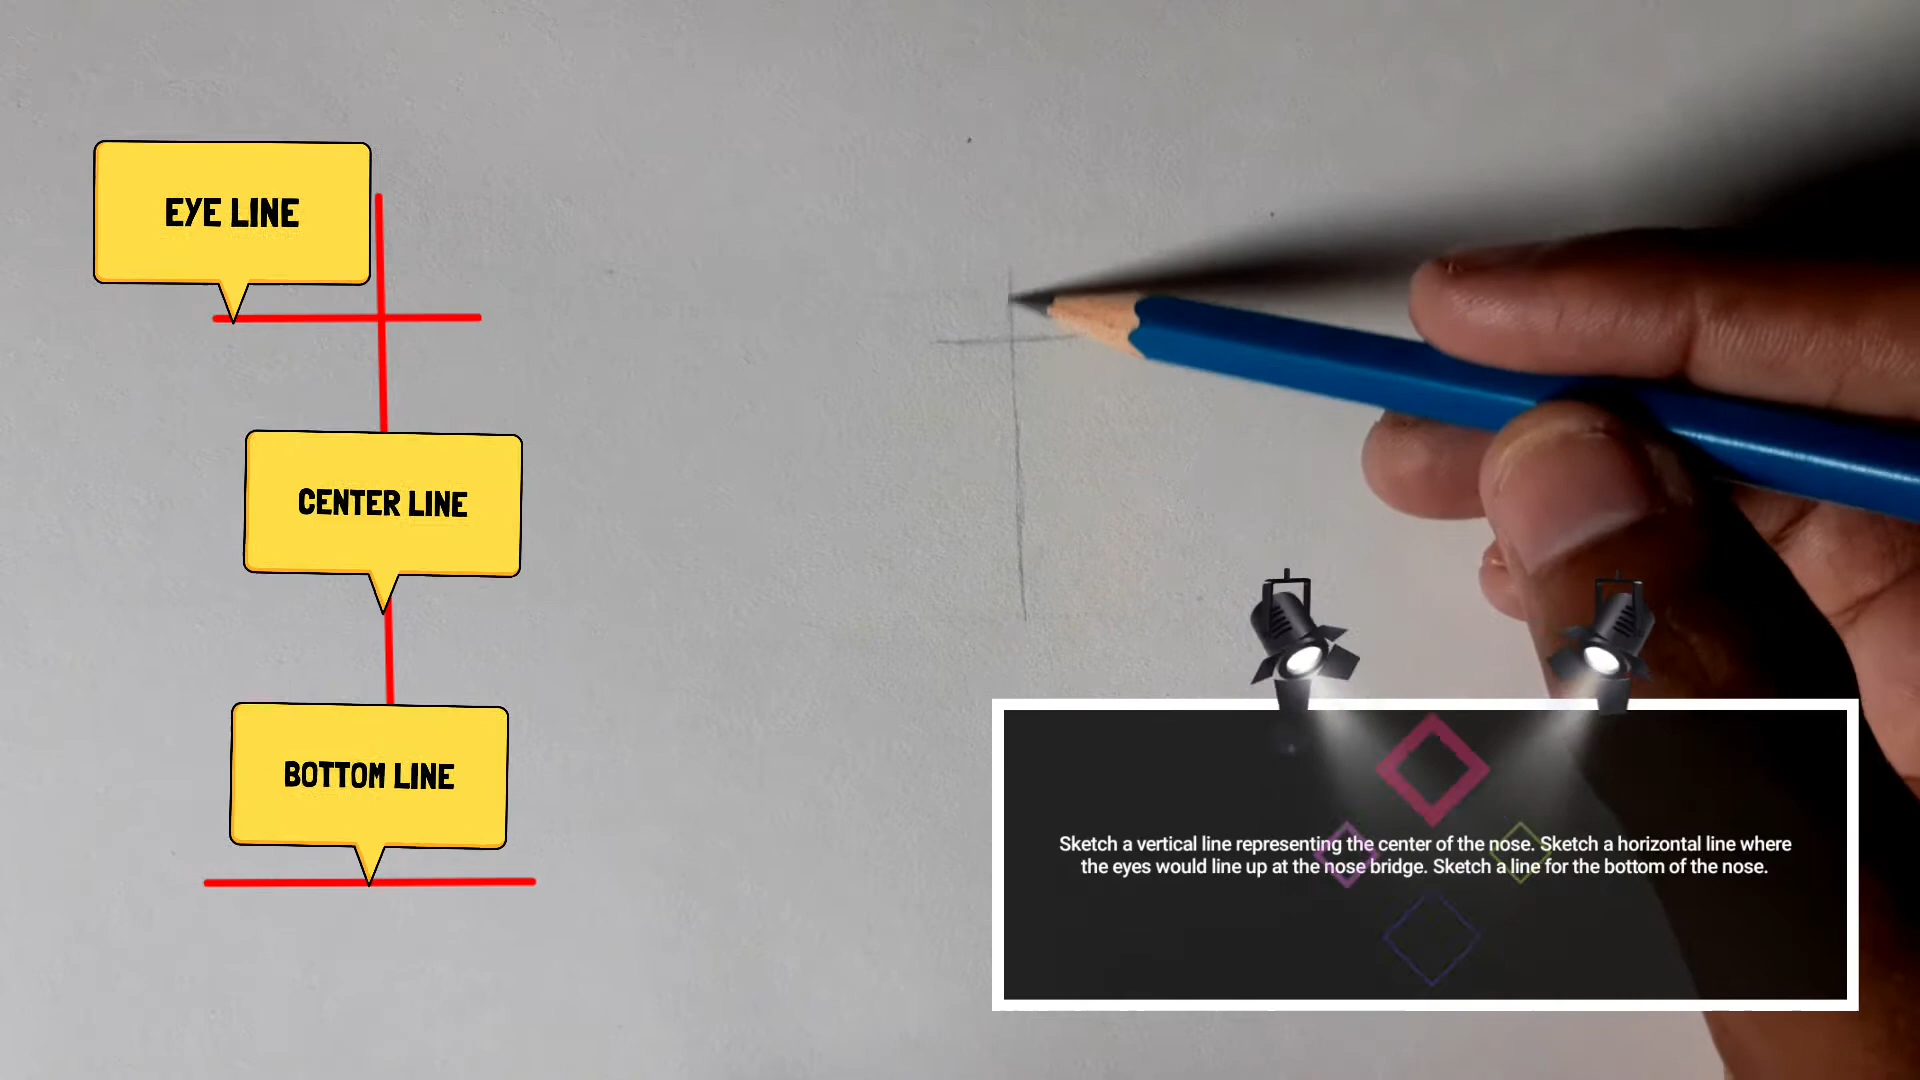 EYE LINE
CENTER LINE
BOTTOM LINE
Sketch a vertical line representing the center of the nose. Sketch a horizontal line where
the eyes would line up at the nose bridge. Sketch a line for the bottom of the nose.